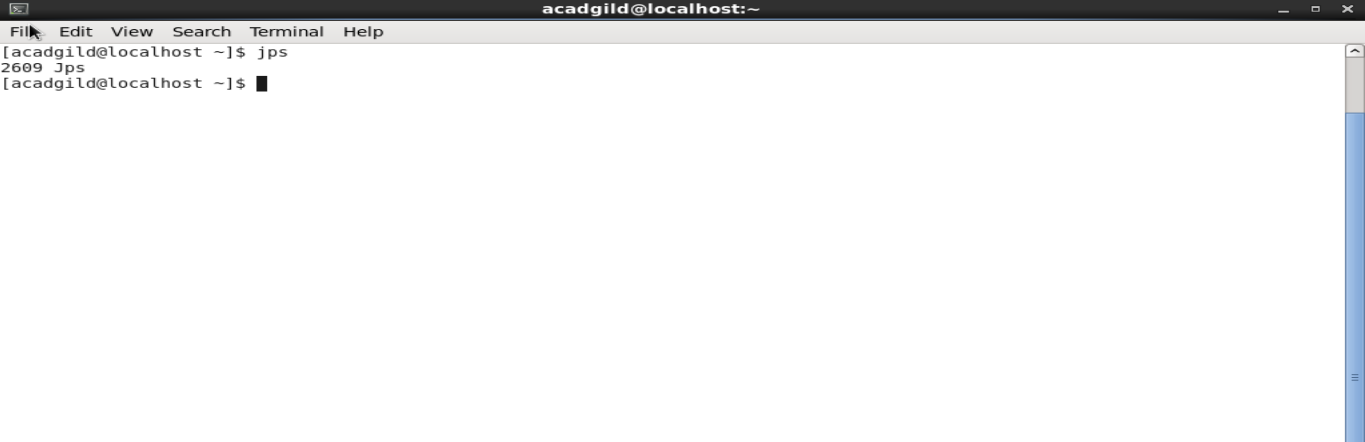 acadgild@localhost:~
File Edit View Search Terminal Help
[acadgild@localhost ~]$ jps
2609 Jps
[acadgild@localhost ~]$